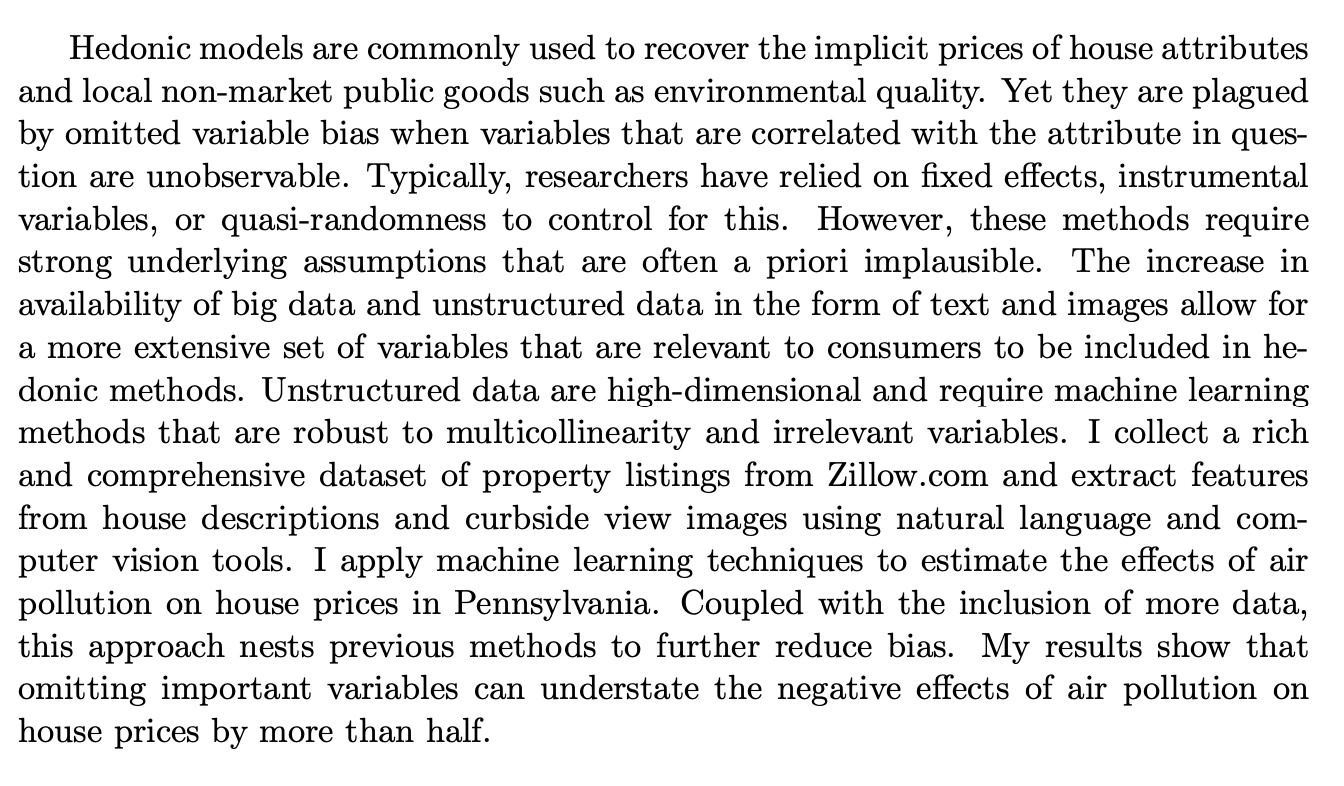 Hedonic models are commonly used to recover the implicit prices of house attributes
and local non-market public goods such as environmental quality. Yet they are plagued
by omitted variable bias when variables that are correlated with the attribute in ques-
tion are unobservable. Typically, researchers have relied on fixed effects, instrumental
variables, or quasi-randomness to control for this. However, these methods require
strong underlying assumptions that are often a priori implausible. The increase in
availability of big data and unstructured data in the form of text and images allow for
a more extensive set of variables that are relevant to consumers to be included in he-
donic methods. Unstructured data are high-dimensional and require machine learning
methods that are robust to multicollinearity and irrelevant variables. I collect a rich
and comprehensive dataset of property listings from Zillow.com and extract features
from house descriptions and curbside view images using natural language and com-
puter vision tools. I apply machine learning techniques to estimate the effects of air
pollution on house prices in Pennsylvania. Coupled with the inclusion of more data,
this approach nests previous methods to further reduce bias. My results show that
omitting important variables can understate the negative effects of air pollution on
house prices by more than half.